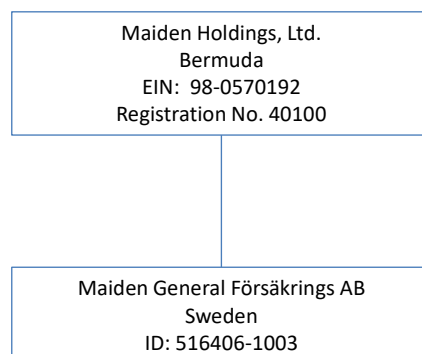 Maiden Holdings, Ltd.
Bermuda
EIN:  98-0570192
Registration No. 40100
Maiden General Försäkrings AB
Sweden
ID: 516406-1003